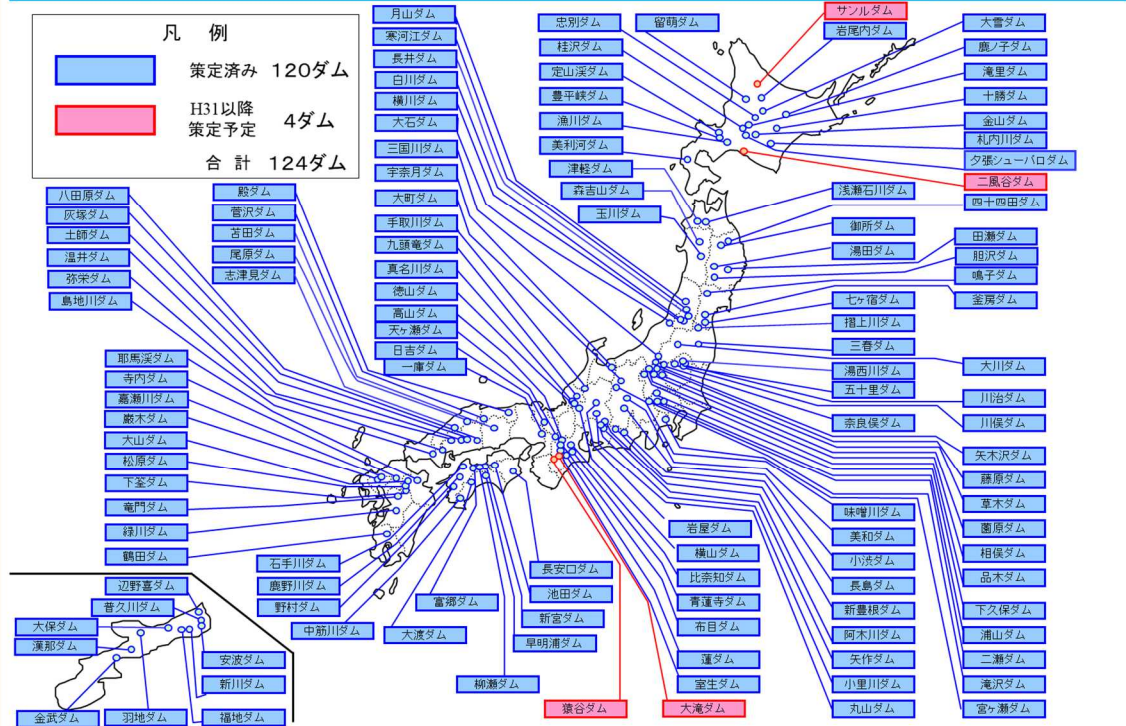 凡 例
策定済み 120ダム
H31以降
策定予定 4ダム
合 計 124ダム
月山ダム
寒河江ダム
長井ダム
白川ダム
横川ダム
大石ダム
三国川ダム
宇奈月ダム
大町ダム
手取川ダム
九頭竜ダム
真名川ダム
徳山ダム
高山ダム
天ヶ瀬ダム
日吉ダム
一庫ダム
忠別ダム
桂沢ダム
定山渓ダム
豊平峡ダム
漁川ダム
美利河ダム
津軽ダム
森吉山ダム
玉川ダム
留萌ダム
サンルダム
岩尾内ダム
大雪ダム
鹿ノ子ダム
滝里ダム
十勝ダム
金山ダム
札内川ダム
夕張シューパロダム
二風谷ダム
四十四田ダム
浅瀬石川ダム
御所ダム
湯田ダム
田瀬ダム
胆沢ダム
鳴子ダム
釜房ダム
七ヶ宿ダム
摺上川ダム
三春ダム
湯西川ダム
五十里ダム
奈良俣ダム
大川ダム
川治ダム
川俣ダム
矢木沢ダム
藤原ダム
草木ダム
薗原ダム
相俣ダム
品木ダム
下久保ダム
浦山ダム
二瀬ダム
滝沢ダム
宮ヶ瀬ダム
味噌川ダム
美和ダム
小渋ダム
長島ダム
新豊根ダム
阿木川ダム
矢作ダム
小里川ダム
丸山ダム
岩屋ダム
横山ダム
比奈知ダム
青蓮寺ダム
布目ダム
蓮ダム
室生ダム
大滝ダム
猿谷ダム
八田原ダム
灰塚ダム
土師ダム
温井ダム
弥栄ダム
島地川ダム
殿ダム
菅沢ダム
苫田ダム
尾原ダム
志津見ダム
耶馬渓ダム
寺内ダム
嘉瀬川ダム
厳木ダム
大山ダム
松原ダム
下筌ダム
竜門ダム
緑川ダム
鶴田ダム
石手川ダム
鹿野川ダム
野村ダム
中筋川ダム
大渡ダム
富郷ダム
柳瀬ダム
早明浦ダム
新宮ダム
池田ダム
長安口ダム
辺野喜ダム
普久川ダム
大保ダム
漢那ダム
安波ダム
新川ダム
福地ダム
羽地ダム
金武ダム